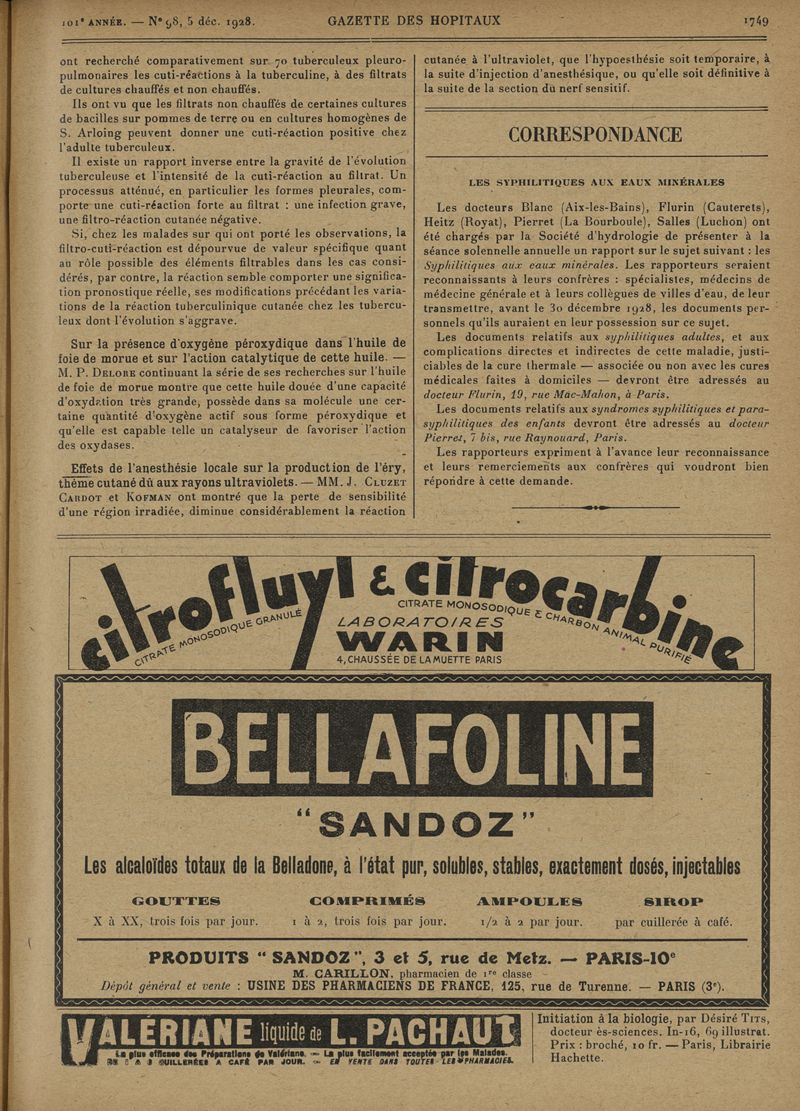 101e ANNÉE. — No 98, 5 déc. 1928.
GAZETTE DES HOPITAUX
1749
ont recherché comparativement sur 70 tuberculeux pleuro-
pulmonaires les cuti-réactions à la tuberculine, à des filtrats
de cultures chauffés et non chauffés.
Ils ont vu que les filtrats non chauffés de certaines cultures
de bacilles sur pommes de terre ou en cultures homogènes de
S. Arloing peuvent donner une cuti-réaction positive chez
l'adulte tuberculeux.
Il existe un rapport inverse entre la gravité de l'évolution
tuberculeuse et l'intensité de la cuti-réaction au filtrat. Un
processus atténué, en particulier les formes pleurales, com-
porte une cuti-réaction forte au filtrat : une infection grave,
une filtro-réaction cutanée négative.
Si, chez les malades sur qui ont porté les observations, la
filtro-cuti-réaction est dépourvue de valeur spécifique quant
au rôle possible des éléments filtrables dans les cas consi-
dérés, par contre, la réaction semble comporter une significa-
tion pronostique réelle, ses modifications précédant les varia-
tions de la réaction tuberculinique cutanée chez les tubercu-
leux dont l'évolution s'aggrave.
Sur la présence d'oxygène péroxydique dans l'huile de
foie de morue et sur l'action catalytique de cette huile. —
M. P. DELORE continuant la série de ses recherches sur l'huile
de foie de morue montre que cette huile douée d'une capacité
d'oxydation très grande, possède dans sa molécule une cer-
taine quantité d'oxygène actif sous forme péroxydique et
qu'elle est capable telle un catalyseur de favoriser l'action
des oxydases.
Effets de l'anesthésie locale sur la production de l'éry,
thème cutané dû aux rayons ultraviolets. — MM. J. CLUZET
CARDOT et KOFMAN ont montré que la perte de sensibilité
d'une région irradiée, diminue considérablement la réaction
cutanée à l'ultraviolet, que l'hypoesthésie soit temporaire, à
la suite d'injection d'anesthésique, ou qu'elle soit définitive à
la suite de la section du nerf sensitif.
CORRESPONDANCE
LES SYPHILITIQUES AUX EAUX MINÉRALES
Les docteurs Blanc (Aix-les-Bains), Flurin (Cauterets),
Heitz (Royat), Pierret (La Bourboule), Salles (Luchon) ont
été chargés par la Société d'hydrologie de présenter à la
séance solennelle annuelle un rapport sur le sujet suivant : les
Syphilitiques aux eaux minérales. Les rapporteurs seraient
reconnaissants à leurs confrères : spécialistes, médecins de
médecine générale et à leurs collègues de villes d'eau, de leur
transmettre, avant le 30 décembre 1928, les documents per-
sonnels qu'ils auraient en leur possession sur ce sujet.
Les documents relatifs aux syphilitiques adultes, et aux
complications directes et indirectes de cette maladie, justi-
ciables de la cure thermale — associée ou non avec les cures
médicales faites à domiciles — devront être adressés au
docteur Flurin, 19, rue Mac-Mahon, à Paris.
Les documents relatifs aux syndromes syphilitiques et para-
syphilitiques des enfants devront être adressés au docteur
Pierret, 7 bis, rue Raynouard, Paris.
Les rapporteurs expriment à l'avance leur reconnaissance
et leurs remerciements aux confrères qui voudront bien
répondre à cette demande.
citrofluyl & citrocarbine
CITRATE MONOSODIQUE GRANULÉ
CITRATE MONOSODIQUE & CHARBON ANIMAL PURIFIÉ
LABORATOIRES
WARIN
4, CHAUSSÉE DE LA MUETTE PARIS
BELLAFOLINE
"SANDOZ"
Les alcaloïdes totaux de la Belladone, à l'état pur, solubles, stables, exactement dosés, injectables
GOUTTES COMPRIMÉS AMPOULES SIROP
X à XX, trois fois par jour. 1 à 2, trois fois par jour. 1/2 à 2 par jour. par cuillerée à café.
PRODUITS "SANDOZ", 3 et 5, rue de Metz. — PARIS-10e
M. CARILLON, pharmacien de 1re classe
Dépôt général et vente : USINE DES PHARMACIENS DE FRANCE, 125, rue de Turenne. — PARIS (3e).
VALÉRIANE liquide de L. PACHAUT
La plus efficace des Préparations de Valériane. — La plus facilement acceptée par les Malades.
CUILLERÉES A CAFÉ PAR JOUR. — EN VENTE DANS TOUTES LES PHARMACIES.
Initiation à la biologie, par Désiré TITS,
docteur ès-sciences. In-16, 69 illustrat.
Prix : broché, 10 fr. — Paris, Librairie
Hachette.